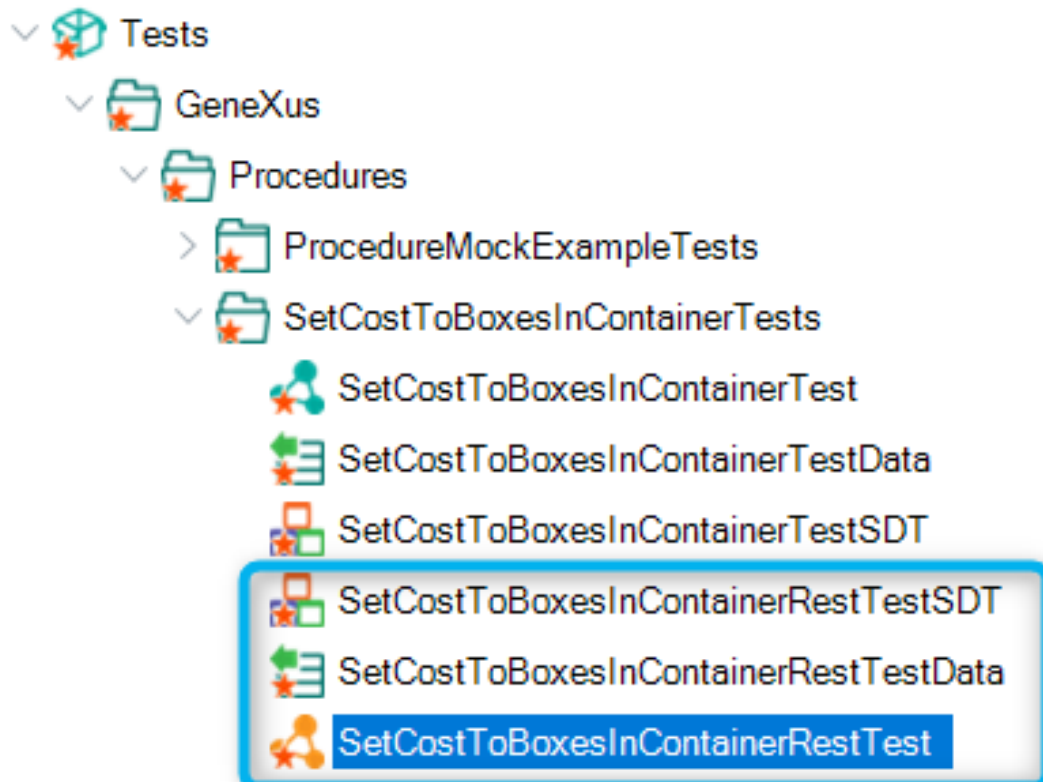 Tests
GeneXus
Procedures
ProcedureMockExampleTests
SetCostToBoxesInContainerTests
SetCostToBoxesInContainerTest
SetCostToBoxesInContainerTestData
SetCostToBoxesInContainerTestSDT
SetCostToBoxesInContainerRestTestSDT
SetCostToBoxesInContainerRestTestData
SetCostToBoxesInContainerRestTest